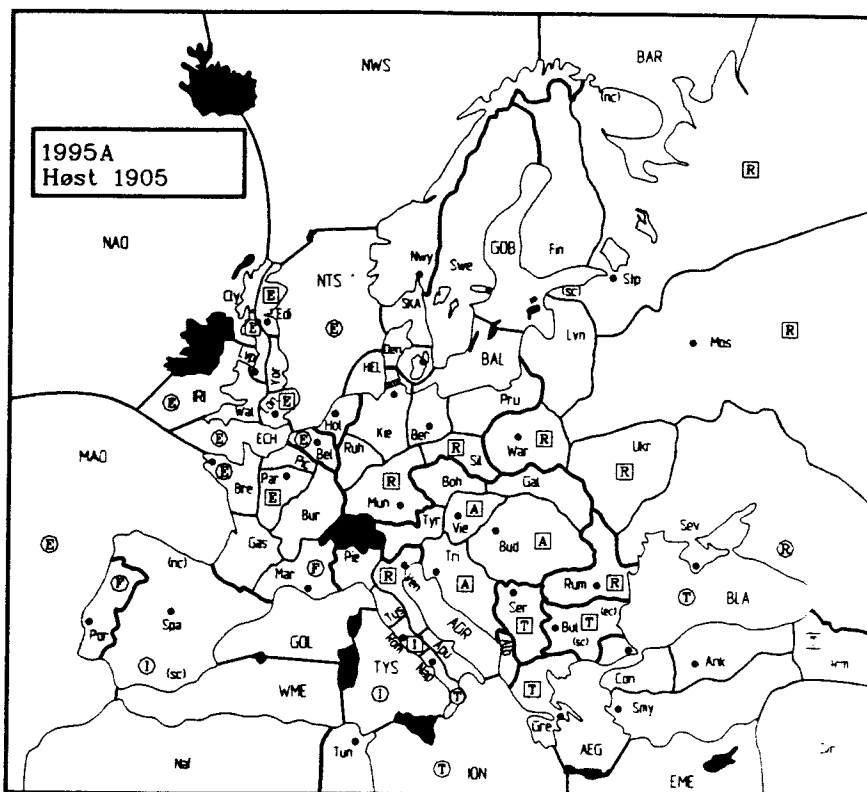 NWS
BAR
(nc)
1995A
Høst 1905
R
NAO
NTS
Nwy
Swe
GOB
Fin
Stp
(sc)
Cly
E
Edi
E
E
SKA
Lvn
R
Mos
Den
BAL
HEL
Yor
IRI
E
Wal
E
Hol
Kie
Ber
Pru
War
R
Ukr
R
MAO
E
ECH
E
Bel
Ruh
R
Sil
Pic
E
Bre
Par
E
R
Mun
Boh
Gal
Sev
Bur
Tyr
A
Vie
Bud
A
R
E
Gas
(nc)
Mar
F
Pie
R
Ven
Tri
A
Rum
R
T
BLA
F
Por
Spa
Tus
ADR
Ser
T
Bul
T
(ec)
(sc)
GOL
Rom
I
Apu
Alb
Con
Ank
Arm
I
(sc)
TYS
I
Nap
T
T
Gre
Smy
WME
Naf
Tun
T
ION
AEG
EME